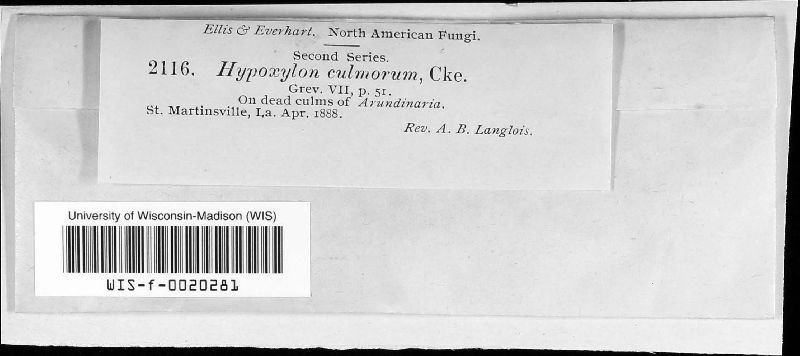 Ellis & Everhart. North American Fungi.
Second Series.
2116. Hypoxylon culmorum, Cke.
Grev. VII, p. 51.
On dead culms of Arundinaria.
St. Martinsville, La. Apr. 1888.
Rev. A. B. Langlois.
University of Wisconsin-Madison (WIS)
WIS-f-0020281